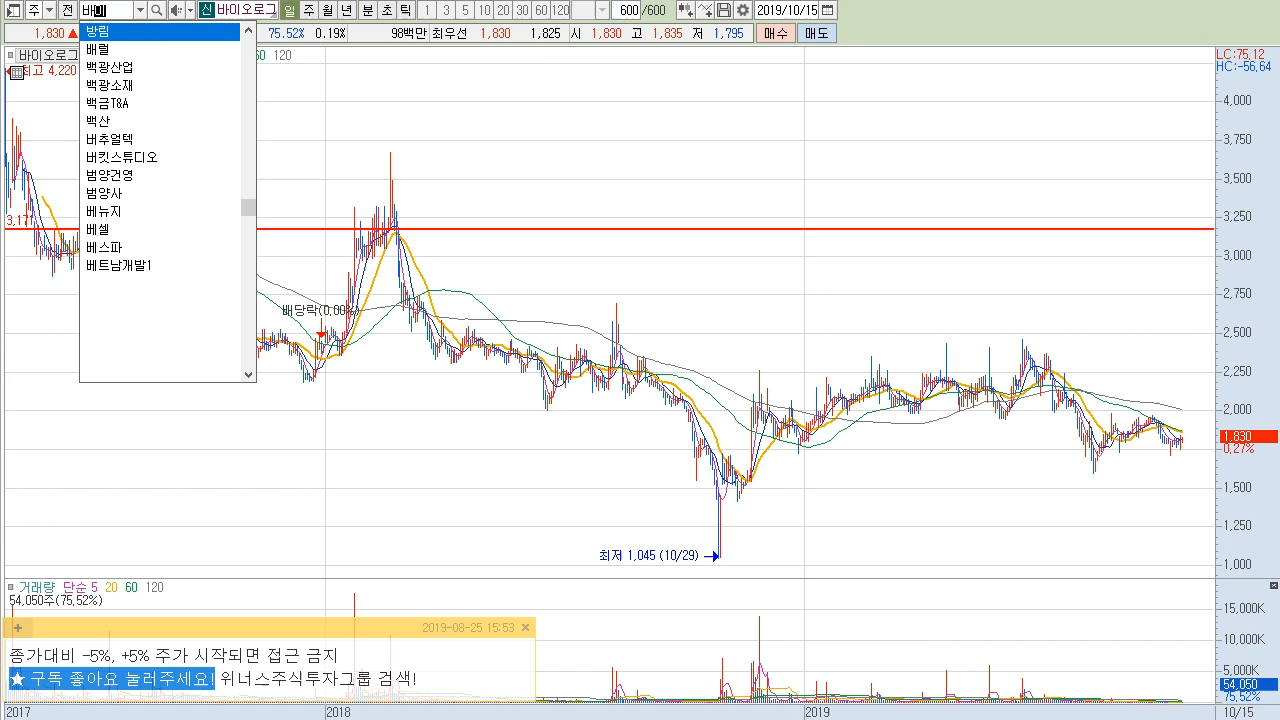 주 전 바삐 신 바이오로그 일 주 월 년 분 초 틱 1 3 5 10 20 30 60 120 600 /600 2019/10/15
1,830 ▲ 75.52% 0.19% 98백만 최우선 1,830 1,825 시 1,830 고 1,835 저 1,795 매수 매도
방림
배럴
백광산업
백광소재
백금T&A
백산
버추얼텍
버킷스튜디오
범양건영
범양사
베뉴지
베셀
베스파
베트남개발1
바이오로그 60 120
최고 4,220
LC:75,12
HC:-56,64
4,000
3,750
3,500
3,250
3,177
3,000
2,750
배당락(0.00%)
2,500
2,250
2,000
1,830
0,27%
1,500
1,250
최저 1,045 (10/29)
1,000
거래량 단순 5 20 60 120
54,050주(75,52%)
15,000K
10,000K
5,000K
54,050
75,52%
2019-08-25 15:53
종가대비 -5%, +5% 주가 시작되면 접근 금지
★ 구독 좋아요 눌러주세요! 위너스주식투자그룹 검색!
2017 2018 2019 10/15